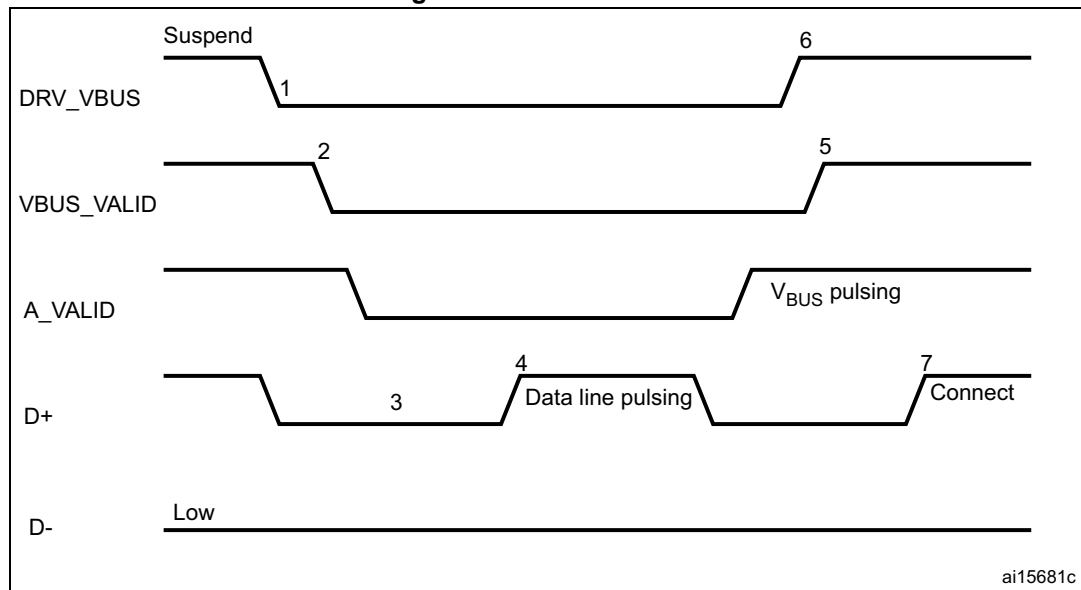 g
Suspend
6
DRV_VBUS
1
2
5
VBUS_VALID
A_VALID
VBUS pulsing
4
7
D+
3
Data line pulsing
Connect
Low
D-
ai15681c